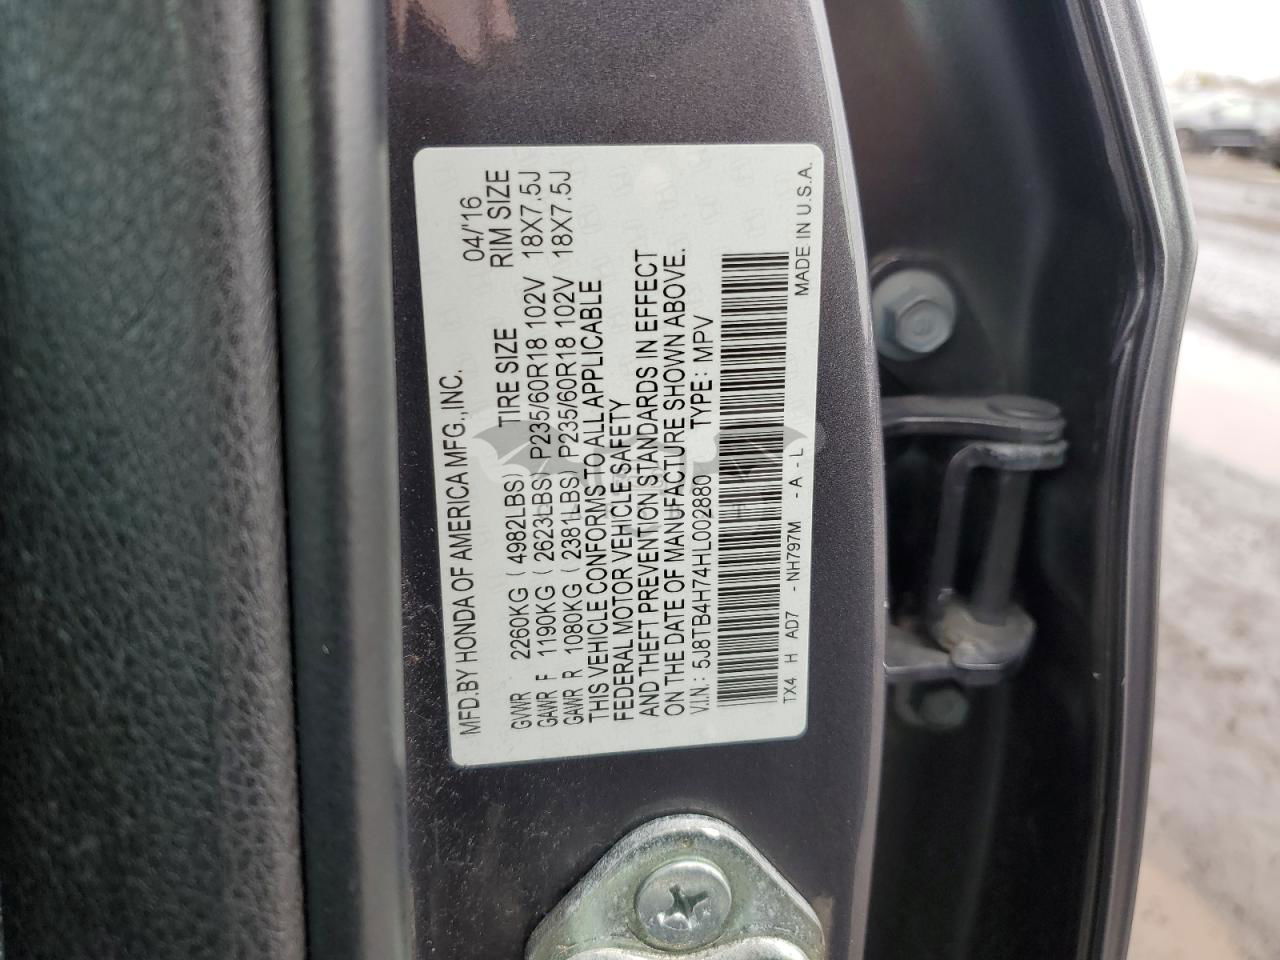 MFD.BY HONDA OF AMERICA MFG.,INC. 04/'16
TIRE SIZE RIM SIZE
GVWR 2260KG ( 4982LBS)
GAWR F 1190KG ( 2623LBS) P235/60R18 102V 18X7.5J
GAWR R 1080KG ( 2381LBS) P235/60R18 102V 18X7.5J
THIS VEHICLE CONFORMS TO ALL APPLICABLE
FEDERAL MOTOR VEHICLE SAFETY
AND THEFT PREVENTION STANDARDS IN EFFECT
ON THE DATE OF MANUFACTURE SHOWN ABOVE.
V.I.N.: 5J8TB4H74HL002880 TYPE: MPV
TX4 H AD7 - NH797M - A - L MADE IN U.S.A.